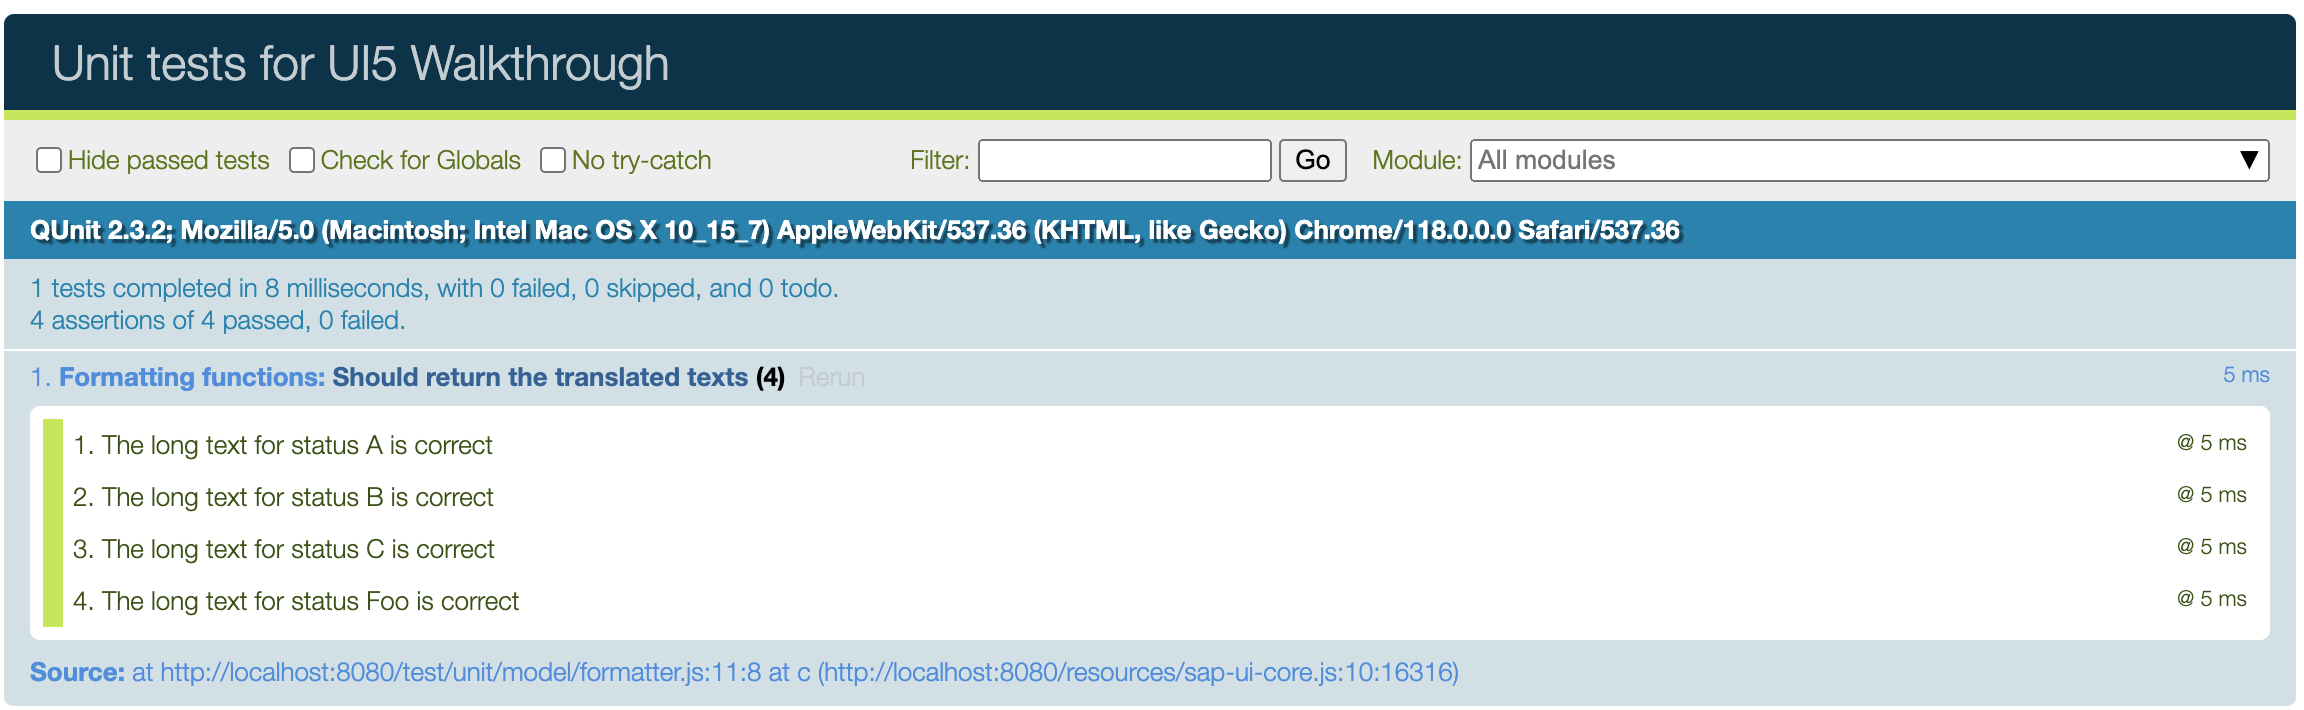 Unit tests for UI5 Walkthrough
Hide passed tests Check for Globals No try-catch Filter: Go Module: All modules ▼
QUnit 2.3.2; Mozilla/5.0 (Macintosh; Intel Mac OS X 10_15_7) AppleWebKit/537.36 (KHTML, like Gecko) Chrome/118.0.0.0 Safari/537.36
1 tests completed in 8 milliseconds, with 0 failed, 0 skipped, and 0 todo.
4 assertions of 4 passed, 0 failed.
1. Formatting functions: Should return the translated texts (4) Rerun 5 ms
1. The long text for status A is correct @ 5 ms
2. The long text for status B is correct @ 5 ms
3. The long text for status C is correct @ 5 ms
4. The long text for status Foo is correct @ 5 ms
Source: at http://localhost:8080/test/unit/model/formatter.js:11:8 at c (http://localhost:8080/resources/sap-ui-core.js:10:16316)